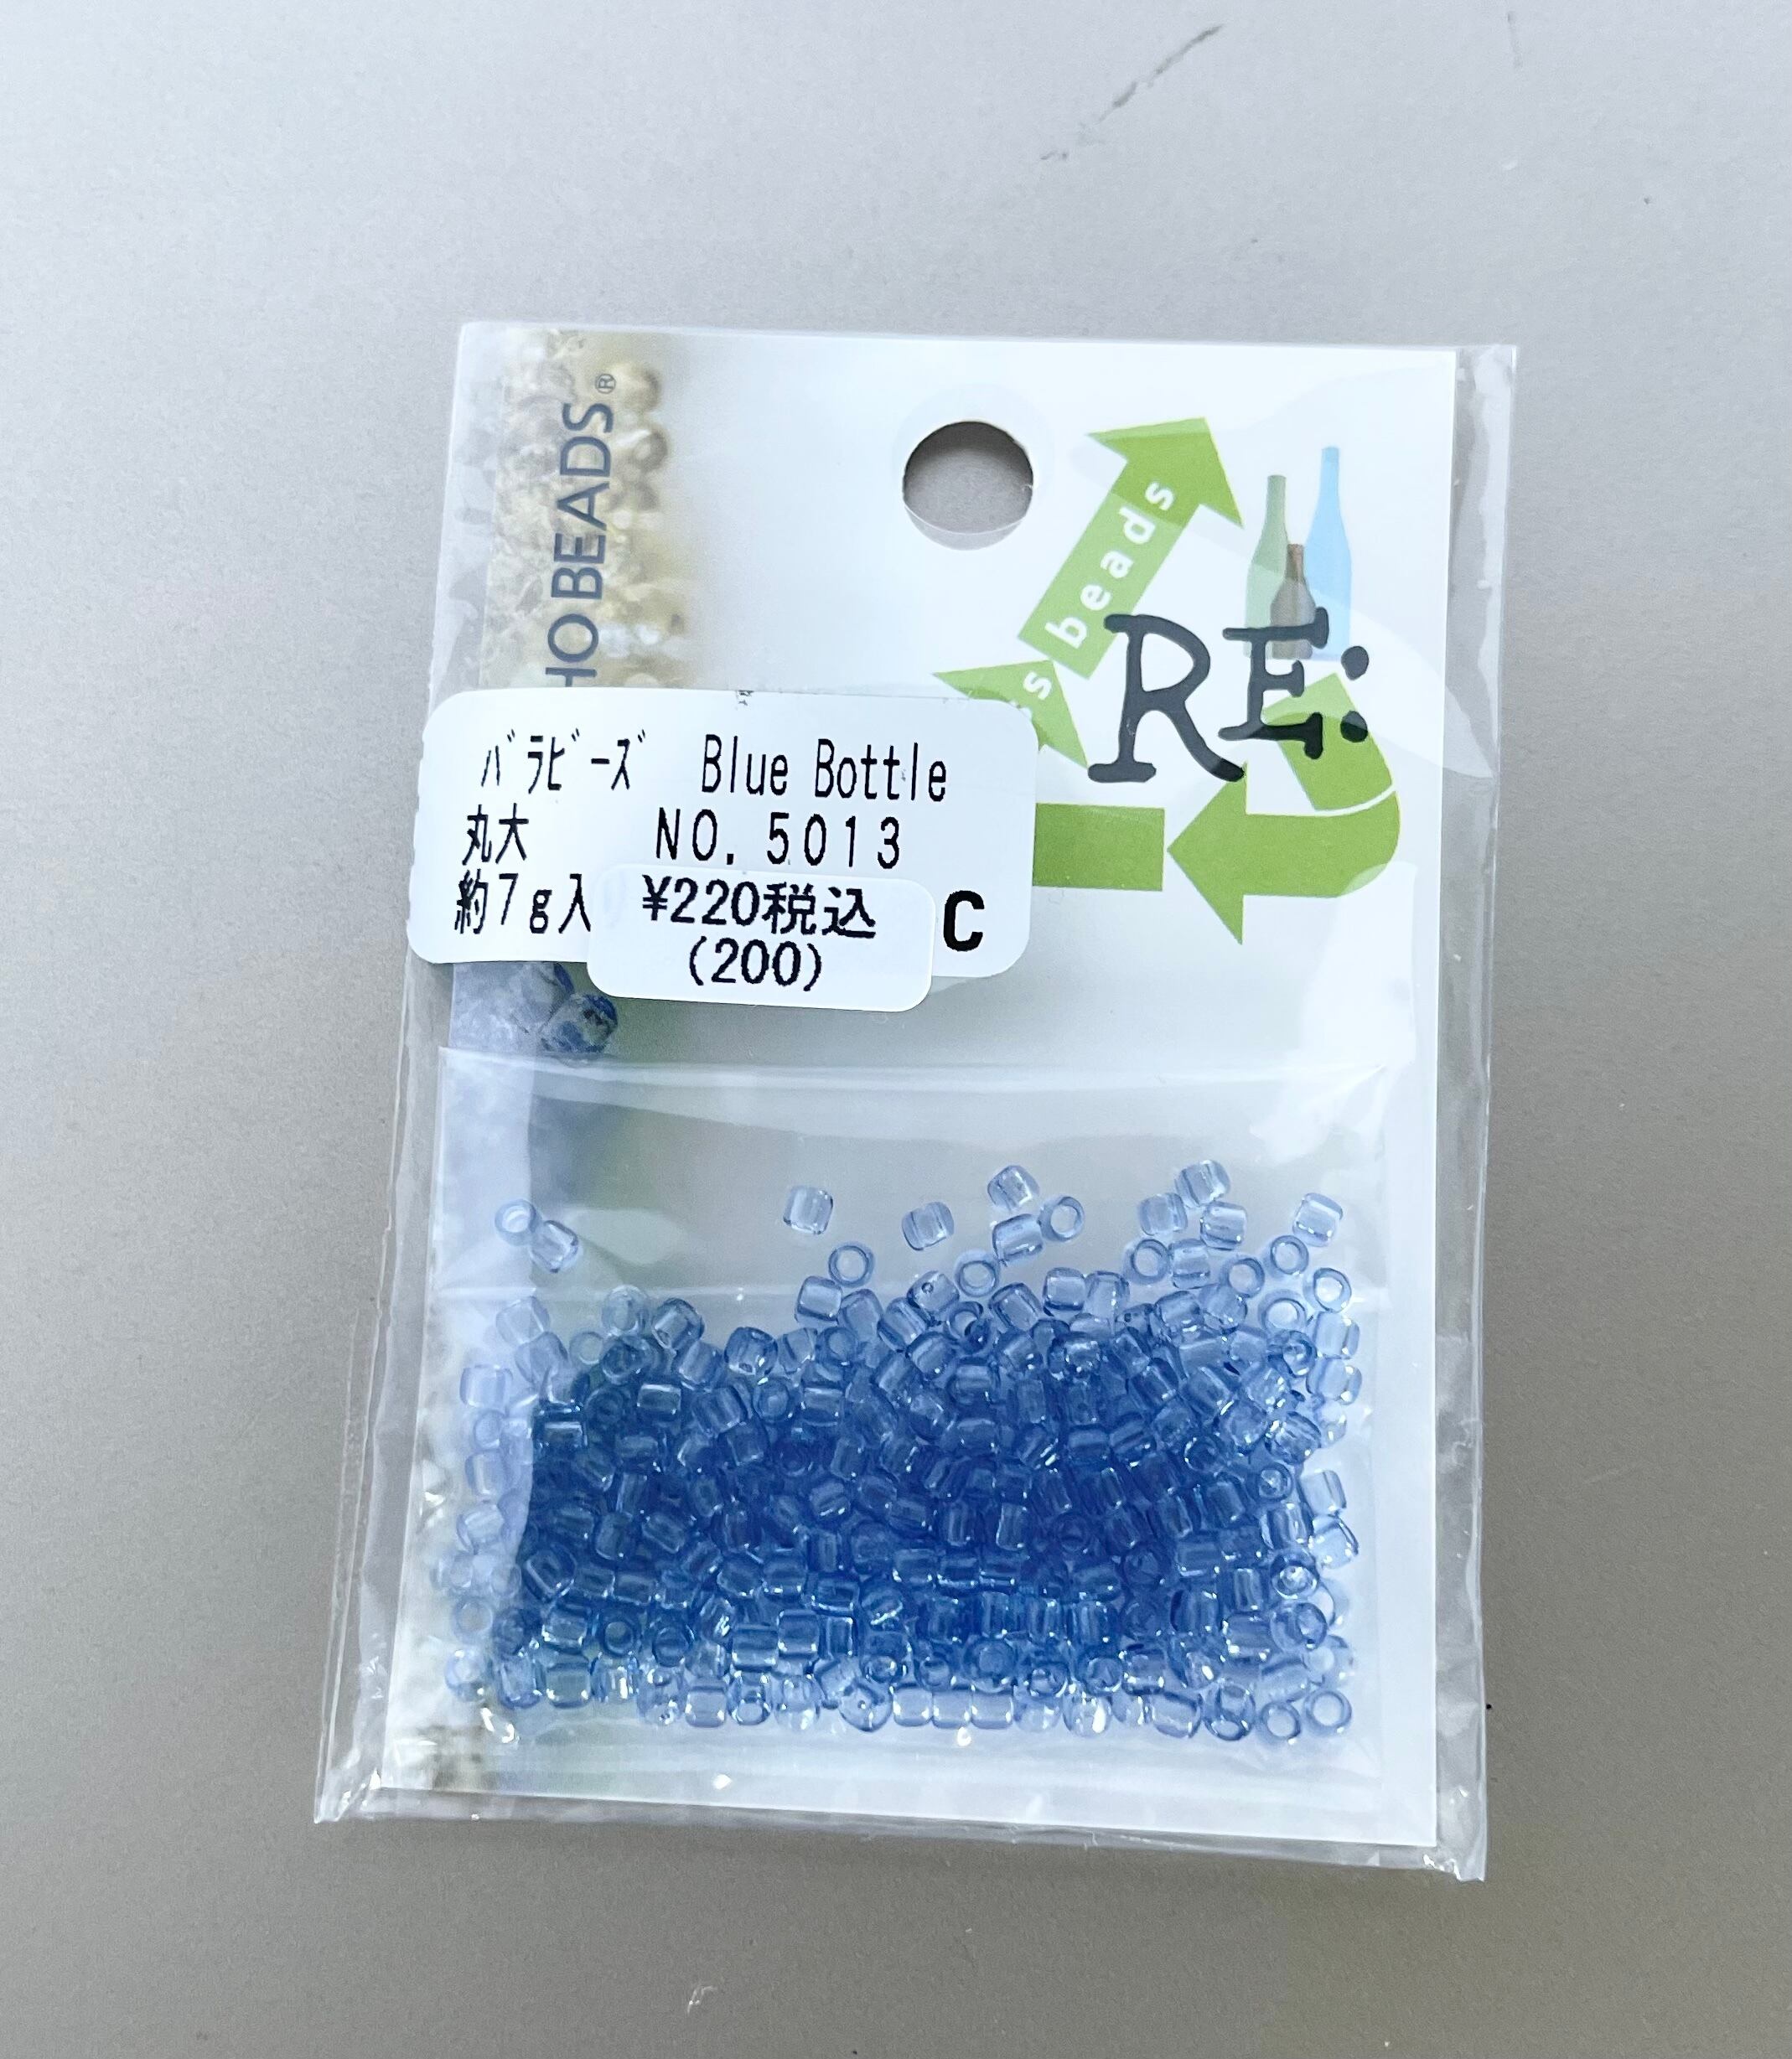 HO BEADS®
beads
s
RE:
バラビーズ Blue Bottle
丸大 NO. 5013
約7g入 ¥220税込 C
(200)